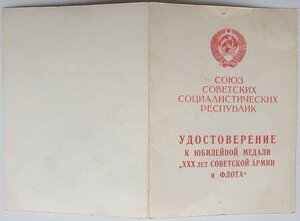 СОЮЗ
СОВЕТСКИХ
СОЦИАЛИСТИЧЕСКИХ
РЕСПУБЛИК
УДОСТОВЕРЕНИЕ
К ЮБИЛЕЙНОЙ МЕДАЛИ
„XXX ЛЕТ СОВЕТСКОЙ АРМИИ
И ФЛОТА“